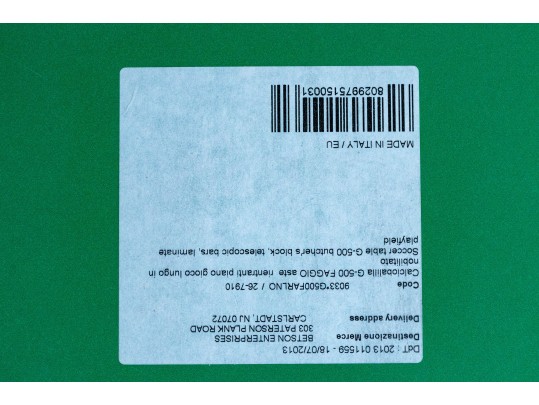 DdT : 2013 011559 - 18/07/2013
Destinazione Merce BETSON ENTERPRISES
303 PATERSON PLANK ROAD
Delivery address CARLSTADT, NJ 07072
Code 9033*G500FARLNO / 26-7910
Calciobalilla G-500 FAGGIO aste rientranti piano gioco lungo in
nobilitato
Soccer table G-500 butcher's block, telescopic bars, laminate
playfield
MADE IN ITALY / EU
8029975150031